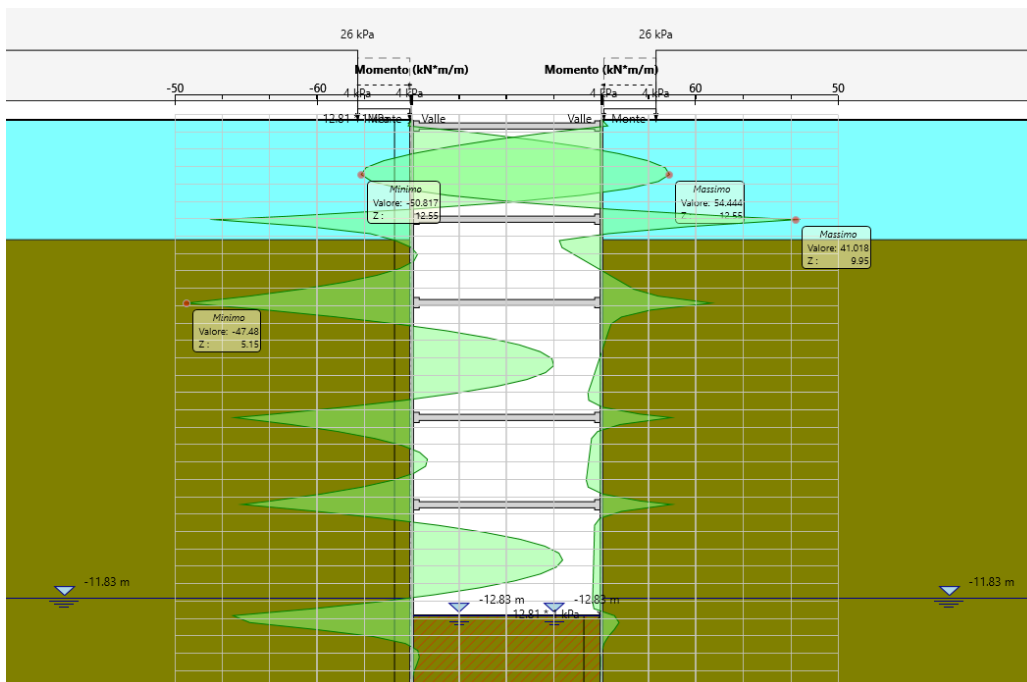 26 kPa
26 kPa
Momento (kN*m/m)
Momento (kN*m/m)
4 kPa
4 kPa
4 kPa
4 kPa
-50
-60
60
50
Monte
Valle
Valle
Monte
Minimo
Valore: -50.817
Z : 12.55
Massimo
Valore: 54.444
Z : 12.55
Massimo
Valore: 41.018
Z : 9.95
Minimo
Valore: -47.48
Z : 5.15
-11.83 m
-11.83 m
-12.83 m
-12.83 m
12.81 * 1 kPa